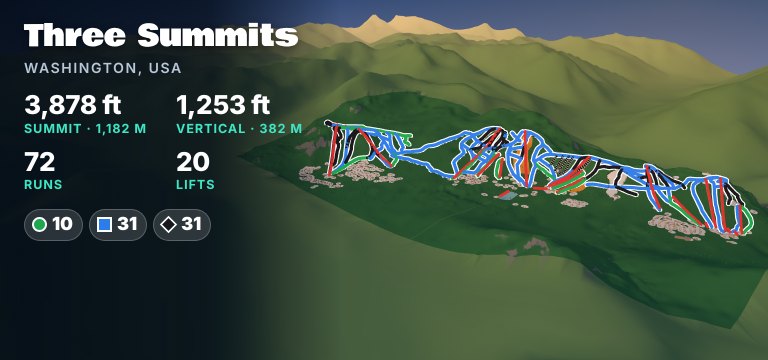 Three Summits
WASHINGTON, USA
3,878 ft 1,253 ft
SUMMIT · 1,182 M VERTICAL · 382 M
72 20
RUNS LIFTS
10 31 31